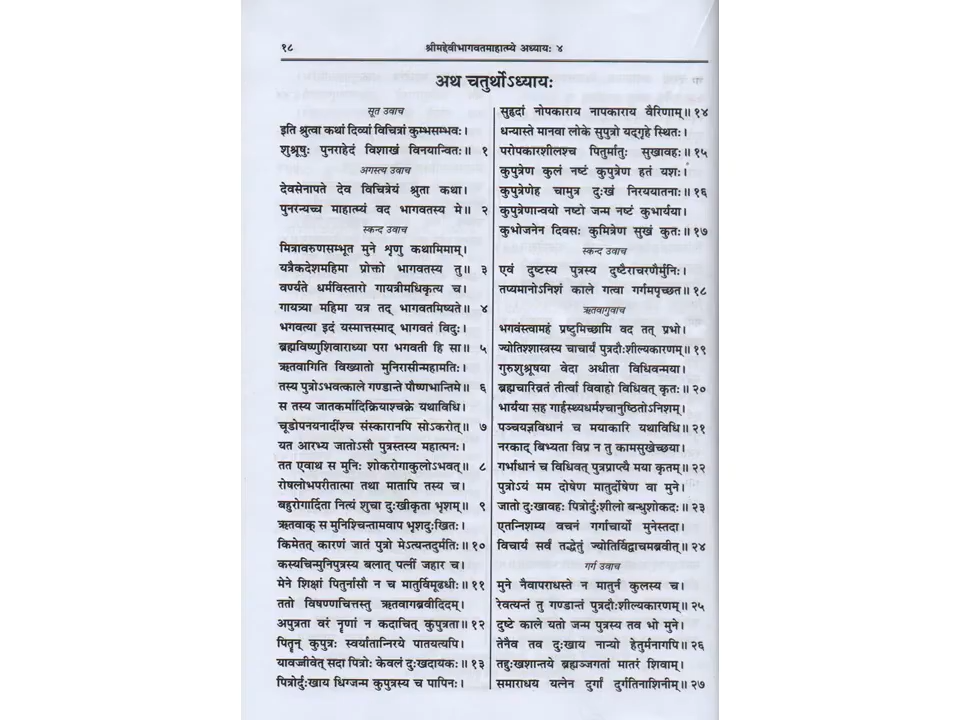 १८
श्रीमद्देवीभागवतमाहात्म्ये अध्यायः ४
अथ चतुर्थोऽध्यायः
सूत उवाच
इति श्रुत्वा कथां दिव्यां विचित्रां कुम्भसम्भवः।
शुश्रूषुः पुनराहेदं विशाखं विनयान्वितः॥ १
अगस्त्य उवाच
देवसेनापते देव विचित्रेयं श्रुता कथा।
पुनरन्यच्च माहात्म्यं वद भागवतस्य मे॥ २
स्कन्द उवाच
मित्रावरुणसम्भूत मुने शृणु कथामिमाम्।
यत्रैकदेशमहिमा प्रोक्तो भागवतस्य तु॥ ३
वर्ण्यते धर्मविस्तारो गायत्रीमधिकृत्य च।
गायत्र्या महिमा यत्र तद् भागवतमिष्यते॥ ४
भगवत्या इदं यस्मात्तस्माद् भागवतं विदुः।
ब्रह्मविष्णुशिवाराध्या परा भगवती हि सा॥ ५
ऋतवागिति विख्यातो मुनिरासीन्महामतिः।
तस्य पुत्रोऽभवत्काले गण्डान्ते पौष्णभान्तिमे॥ ६
स तस्य जातकर्मादिक्रियाश्चक्रे यथाविधि।
चूडोपनयनादींश्च संस्कारानपि सोऽकरोत्॥ ७
यत आरभ्य जातोऽसौ पुत्रस्तस्य महात्मनः।
तत एवाथ स मुनिः शोकरोगाकुलोऽभवत्॥ ८
रोषलोभपरीतात्मा तथा मातापि तस्य च।
बहुरोगार्दिता नित्यं शुचा दुःखीकृता भृशम्॥ ९
ऋतवाक् स मुनिश्चिन्तामवाप भृशदुःखितः।
किमेतत् कारणं जातं पुत्रो मेऽत्यन्तदुर्मतिः॥ १०
कस्यचिन्मुनिपुत्रस्य बलात् पत्नीं जहार च।
मेने शिक्षां पितुर्नासौ न च मातुर्विमूढधीः॥ ११
ततो विषण्णचित्तस्तु ऋतवागब्रवीदिदम्।
अपुत्रता वरं नॄणां न कदाचित् कुपुत्रता॥ १२
पितॄन् कुपुत्रः स्वर्यातान्निरये पातयत्यपि।
यावज्जीवेत् सदा पित्रोः केवलं दुःखदायकः॥ १३
पित्रोर्दुःखाय धिग्जन्म कुपुत्रस्य च पापिनः।
सुहृदां नोपकाराय नापकाराय वैरिणाम्॥ १४
धन्यास्ते मानवा लोके सुपुत्रो यद्गृहे स्थितः।
परोपकारशीलश्च पितुर्मातुः सुखावहः॥ १५
कुपुत्रेण कुलं नष्टं कुपुत्रेण हतं यशः।
कुपुत्रेणेह चामुत्र दुःखं निरययातनाः॥ १६
कुपुत्रेणान्वयो नष्टो जन्म नष्टं कुभार्यया।
कुभोजनेन दिवसः कुमित्रेण सुखं कुतः॥ १७
स्कन्द उवाच
एवं दुष्टस्य पुत्रस्य दुष्टैराचरणैर्मुनिः।
तप्यमानोऽनिशं काले गत्वा गर्गमपृच्छत॥ १८
ऋतवागुवाच
भगवंस्त्वामहं प्रष्टुमिच्छामि वद तत् प्रभो।
ज्योतिश्शास्त्रस्य चाचार्य पुत्रदौःशील्यकारणम्॥ १९
गुरुशुश्रूषया वेदा अधीता विधिवन्मया।
ब्रह्मचारिव्रतं तीर्त्वा विवाहो विधिवत् कृतः॥ २०
भार्यया सह गार्हस्थ्यधर्मश्चानुष्ठितोऽनिशम्।
पञ्चयज्ञविधानं च मयाकारि यथाविधि॥ २१
नरकाद् बिभ्यता विप्र न तु कामसुखेच्छया।
गर्भाधानं च विधिवत् पुत्रप्राप्त्यै मया कृतम्॥ २२
पुत्रोऽयं मम दोषेण मातुर्दोषेण वा मुने।
जातो दुःखावहः पित्रोर्दुःशीलो बन्धुशोकदः॥ २३
एतन्निशम्य वचनं गर्गाचार्यो मुनेस्तदा।
विचार्य सर्वं तद्धेतुं ज्योतिर्विद्वाचमब्रवीत्॥ २४
गर्ग उवाच
मुने नैवापराधस्ते न मातुर्न कुलस्य च।
रेवत्यन्तं तु गण्डान्तं पुत्रदौःशील्यकारणम्॥ २५
दुष्टे काले यतो जन्म पुत्रस्य तव भो मुने।
तेनैव तव दुःखाय नान्यो हेतुर्मनागपि॥ २६
तद्दुःखशान्तये ब्रह्मञ्जगतां मातरं शिवाम्।
समाराधय यत्नेन दुर्गां दुर्गतिनाशिनीम्॥ २७